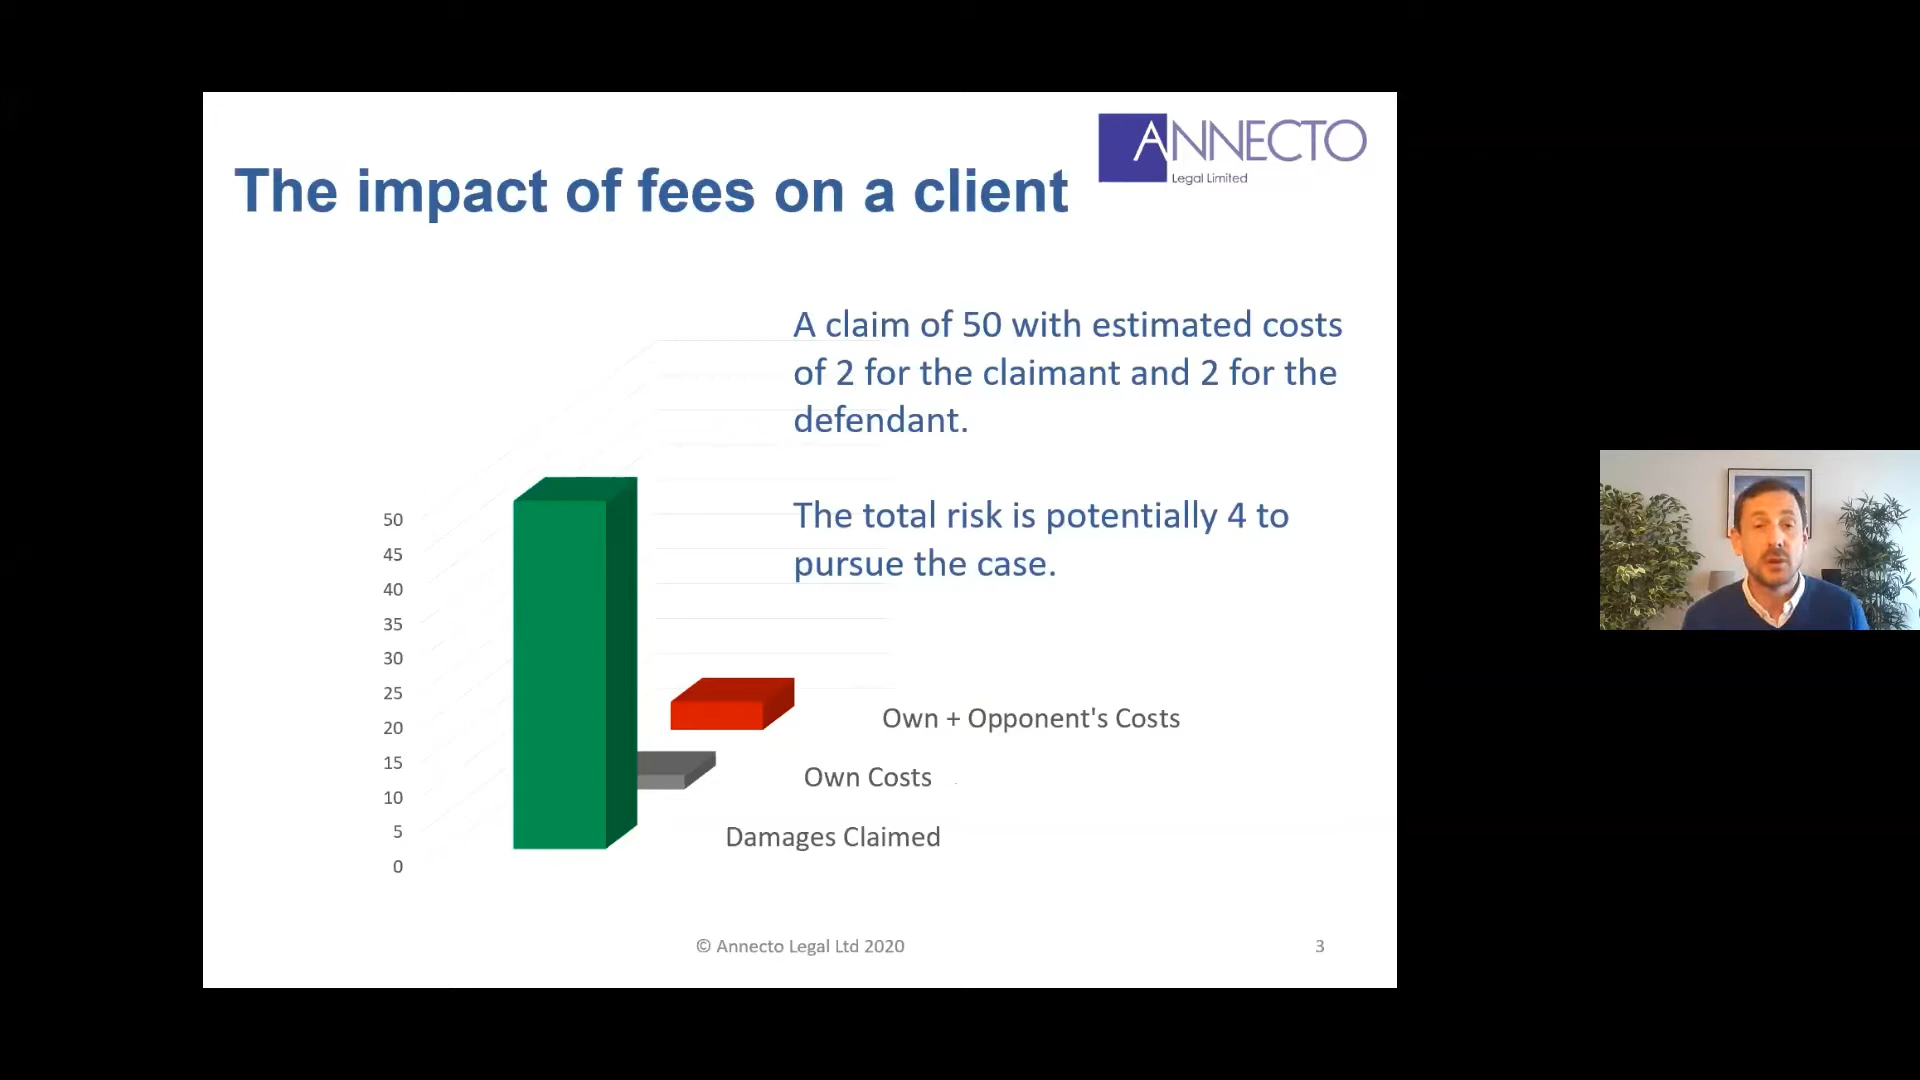 ANNECTO
Legal Limited
The impact of fees on a client
A claim of 50 with estimated costs
of 2 for the claimant and 2 for the
defendant.
The total risk is potentially 4 to
pursue the case.
50
45
40
35
30
25
20
15
10
5
0
Own + Opponent's Costs
Own Costs
Damages Claimed
© Annecto Legal Ltd 2020
3